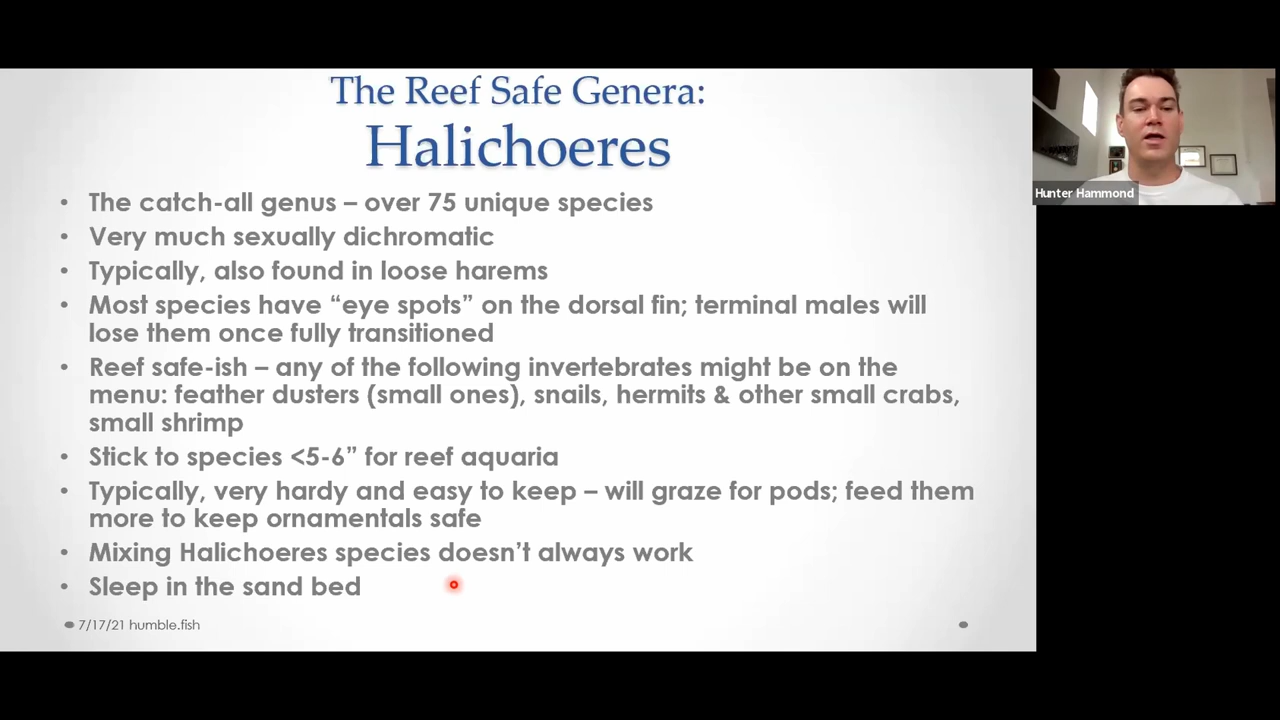 The Reef Safe Genera:
Halichoeres
Hunter Hammond
• The catch-all genus – over 75 unique species
• Very much sexually dichromatic
• Typically, also found in loose harems
• Most species have “eye spots” on the dorsal fin; terminal males will
lose them once fully transitioned
• Reef safe-ish – any of the following invertebrates might be on the
menu: feather dusters (small ones), snails, hermits & other small crabs,
small shrimp
• Stick to species <5-6” for reef aquaria
• Typically, very hardy and easy to keep – will graze for pods; feed them
more to keep ornamentals safe
• Mixing Halichoeres species doesn’t always work
• Sleep in the sand bed
7/17/21 humble.fish